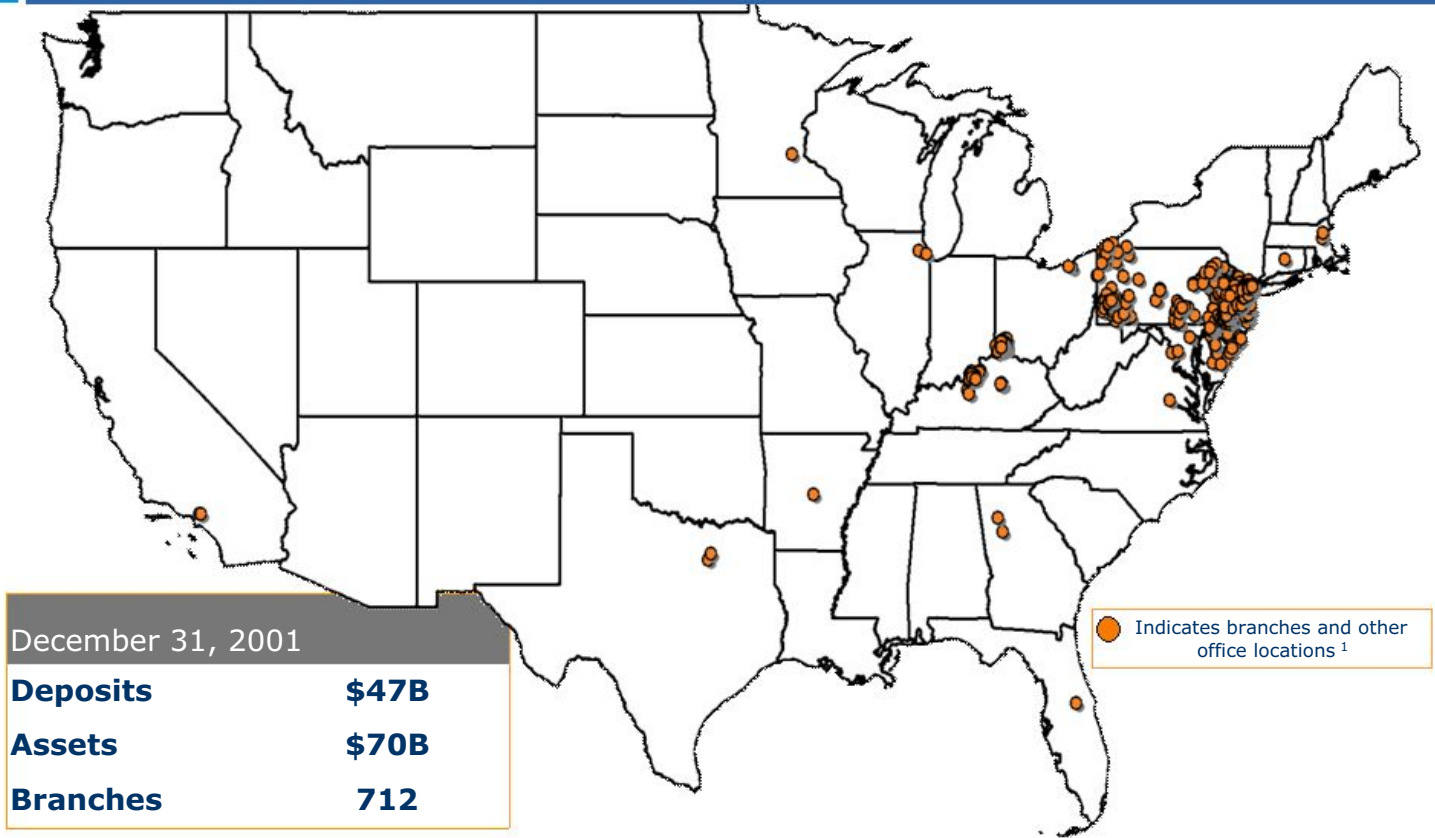 December 31, 2001
Deposits $47B
Assets $70B
Branches 712
Indicates branches and other
office locations 1